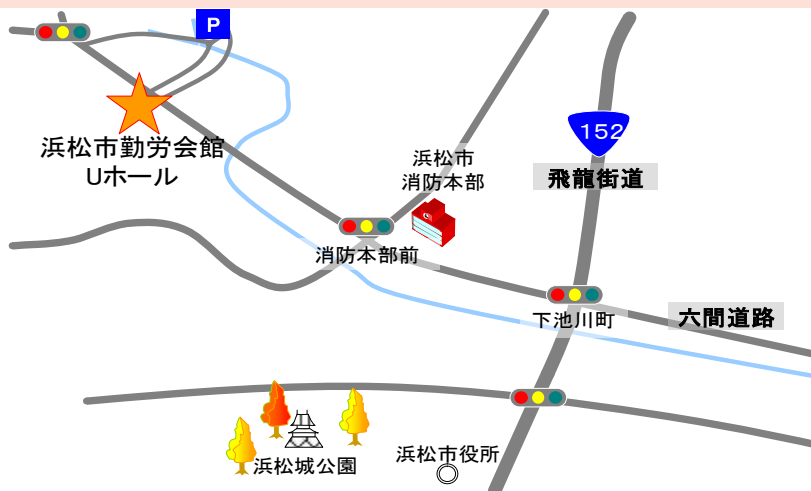 P
152
浜松市勤労会館
Uホール
浜松市
消防本部
飛龍街道
消防本部前
下池川町
六間道路
浜松城公園
浜松市役所